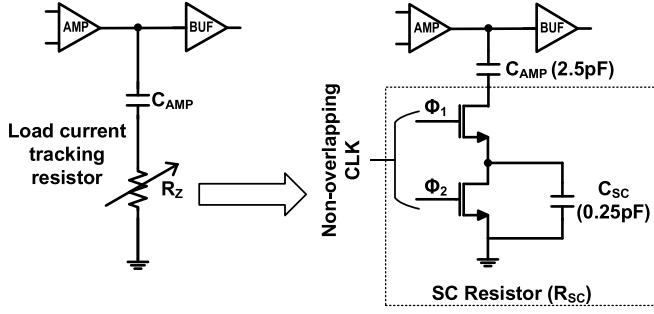 AMP
BUF
C_AMP
Load current
tracking
resistor
R_Z
AMP
BUF
C_AMP (2.5pF)
Non-overlapping
CLK
Φ1
Φ2
C_SC
(0.25pF)
SC Resistor (R_SC)